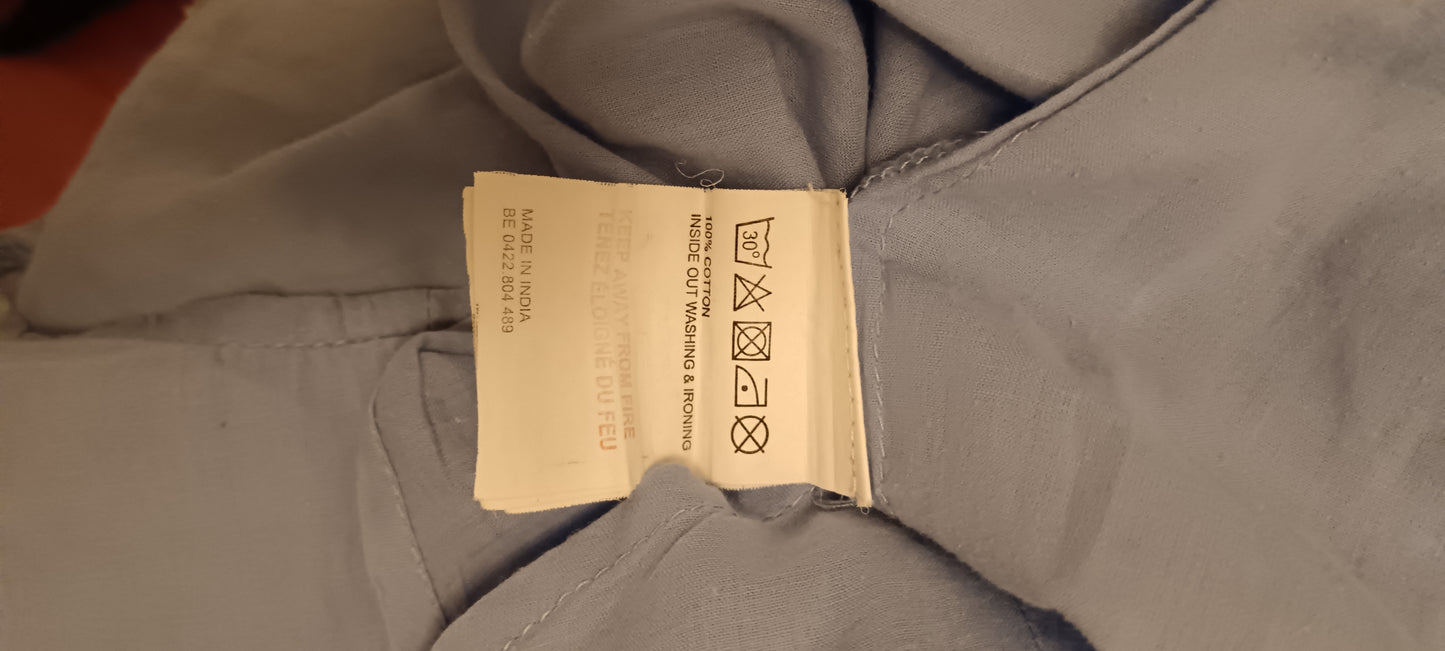 30°
100% COTTON
INSIDE OUT WASHING & IRONING
KEEP AWAY FROM FIRE
TENEZ ÉLOIGNÉ DU FEU
MADE IN INDIA
BE 0422.804.489